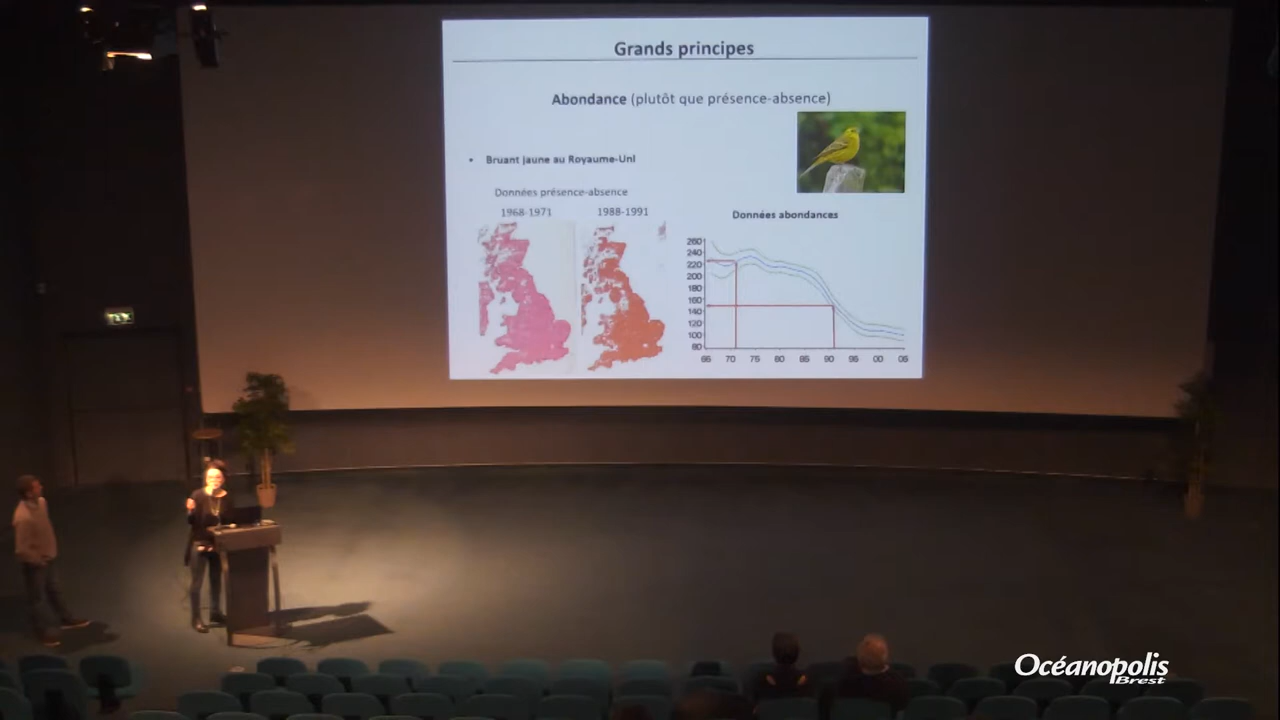 Grands principes
Abondance (plutôt que présence-absence)
• Bruant jaune au Royaume-Uni
Données présence-absence
1968-1971 1988-1991
Données abondances
260
240
220
200
180
160
140
120
100
80
65 70 75 80 85 90 95 00 05
Océanopolis
Brest